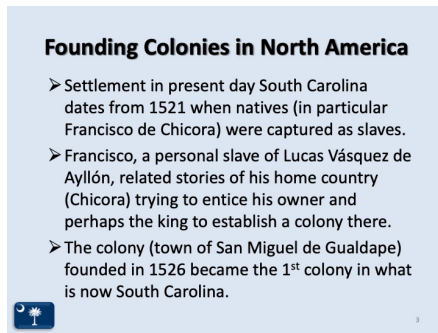 Founding Colonies in North America
➢ Settlement in present day South Carolina
dates from 1521 when natives (in particular
Francisco de Chicora) were captured as slaves.
➢ Francisco, a personal slave of Lucas Vásquez de
Ayllón, related stories of his home country
(Chicora) trying to entice his owner and
perhaps the king to establish a colony there.
➢ The colony (town of San Miguel de Gualdape)
founded in 1526 became the 1st colony in what
is now South Carolina.
3